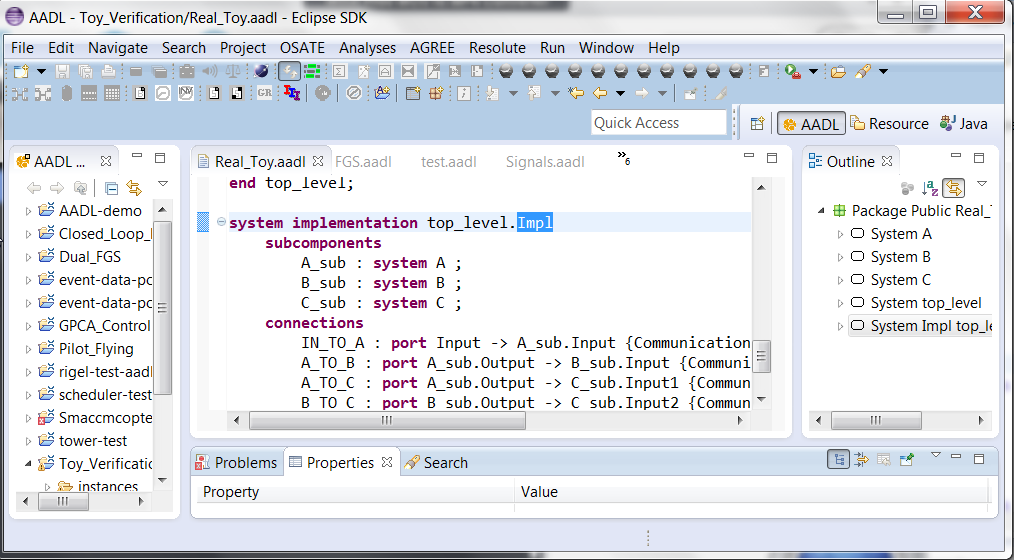 AADL - Toy_Verification/Real_Toy.aadl - Eclipse SDK
File Edit Navigate Search Project OSATE Analyses AGREE Resolute Run Window Help
GR
Quick Access
AADL
Resource
Java
AADL ...
AADL-demo
Closed_Loop_
Dual_FGS
event-data-pc
event-data-pc
GPCA_Control
Pilot_Flying
rigel-test-aadl
scheduler-test
Smaccmcopte
tower-test
Toy_Verificatic
instances
Real_Toy.aadl FGS.aadl test.aadl Signals.aadl »6
end top_level;
system implementation top_level.Impl
subcomponents
A_sub : system A ;
B_sub : system B ;
C_sub : system C ;
connections
IN_TO_A : port Input -> A_sub.Input {Communication
A_TO_B : port A_sub.Output -> B_sub.Input {Communi
A_TO_C : port A_sub.Output -> C_sub.Input1 {Commun
B_TO_C : port B_sub.Output -> C_sub.Input2 {Commun
Outline
Package Public Real_
System A
System B
System C
System top_level
System Impl top_le
Problems Properties Search
Property Value